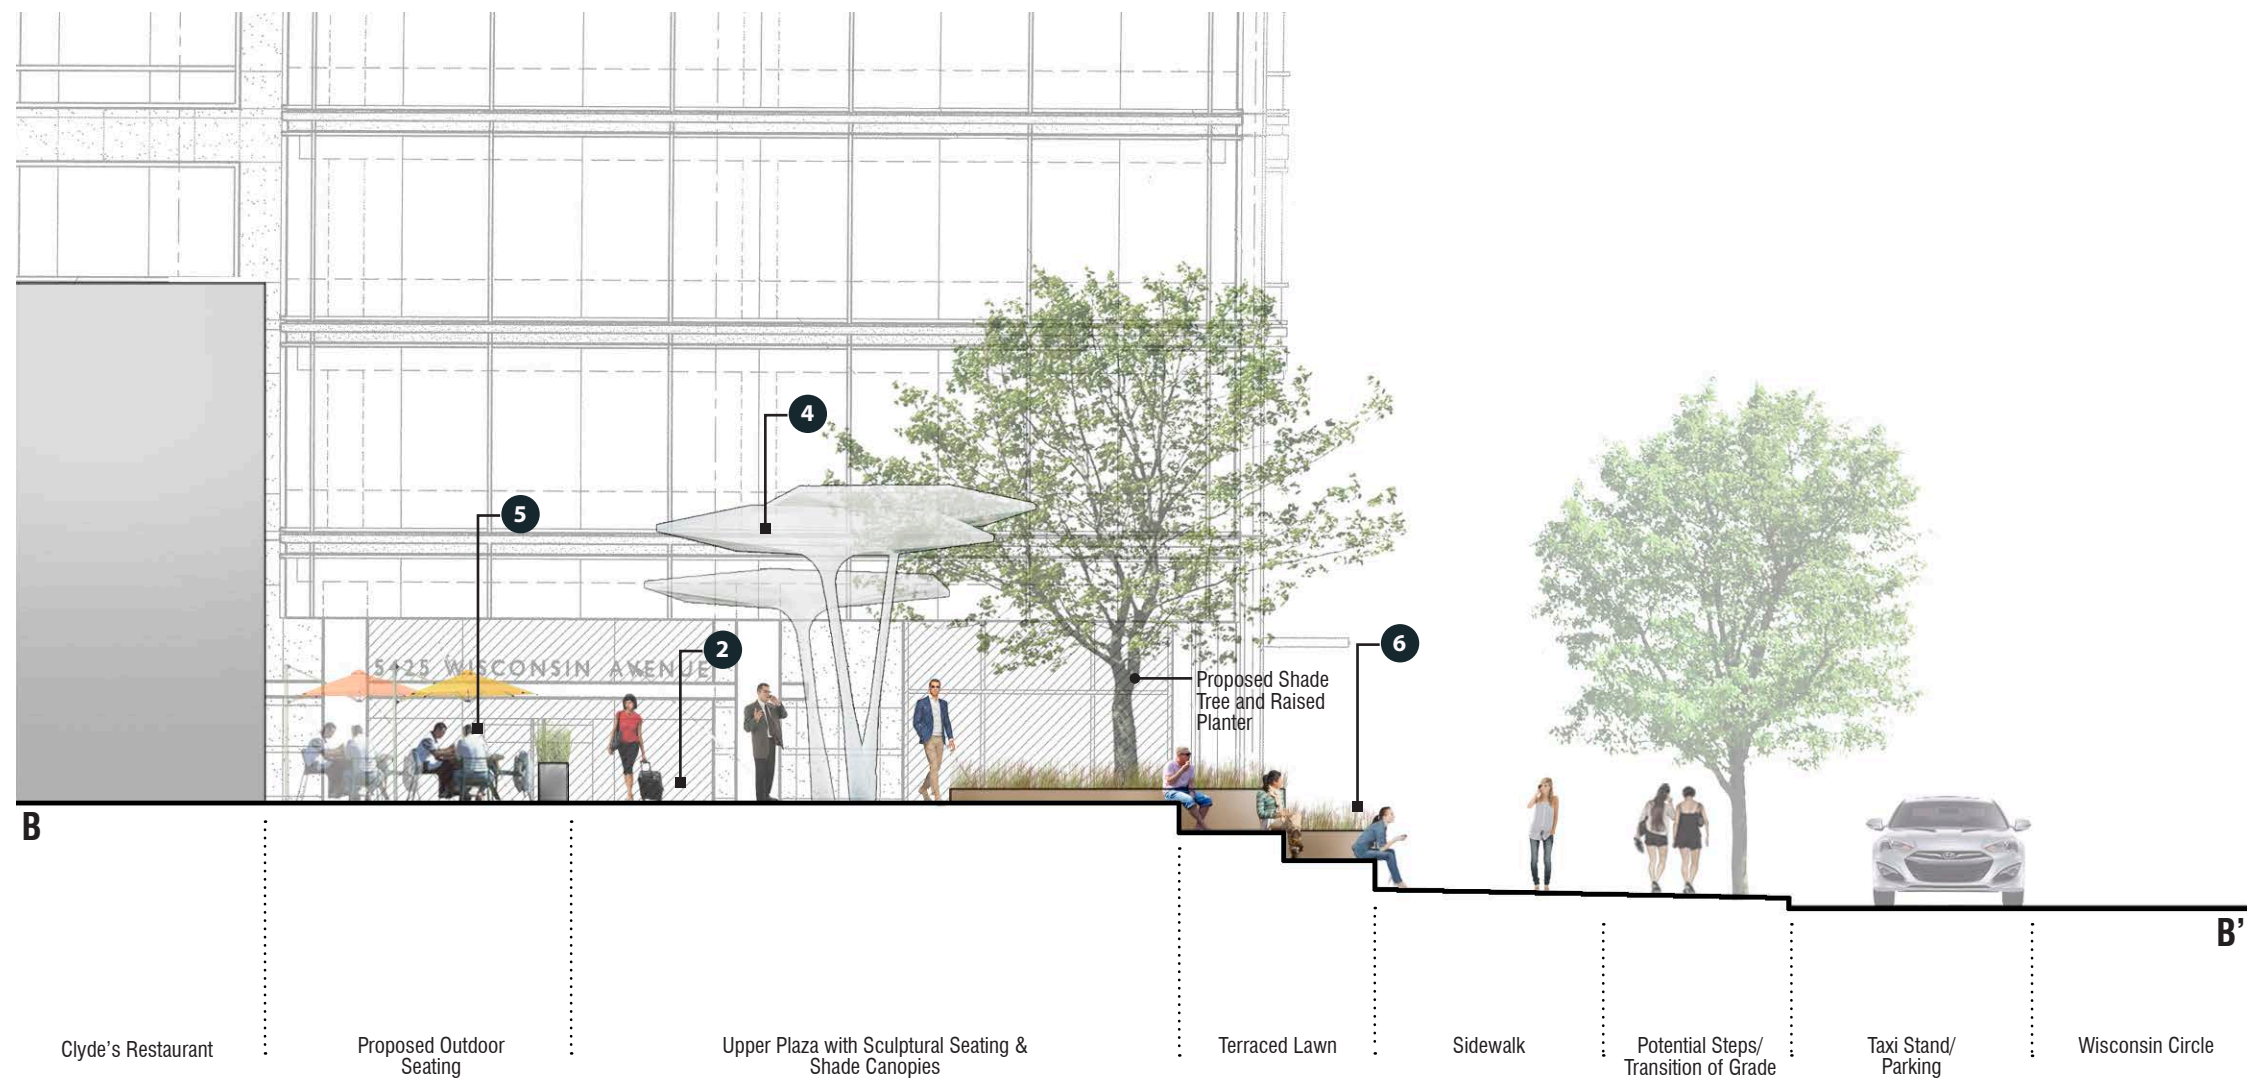 4
5
2
6
5425 WISCONSIN AVENUE
Proposed Shade
Tree and Raised
Planter
B
B’
Clyde’s Restaurant
Proposed Outdoor
Seating
Upper Plaza with Sculptural Seating &
Shade Canopies
Terraced Lawn
Sidewalk
Potential Steps/
Transition of Grade
Taxi Stand/
Parking
Wisconsin Circle